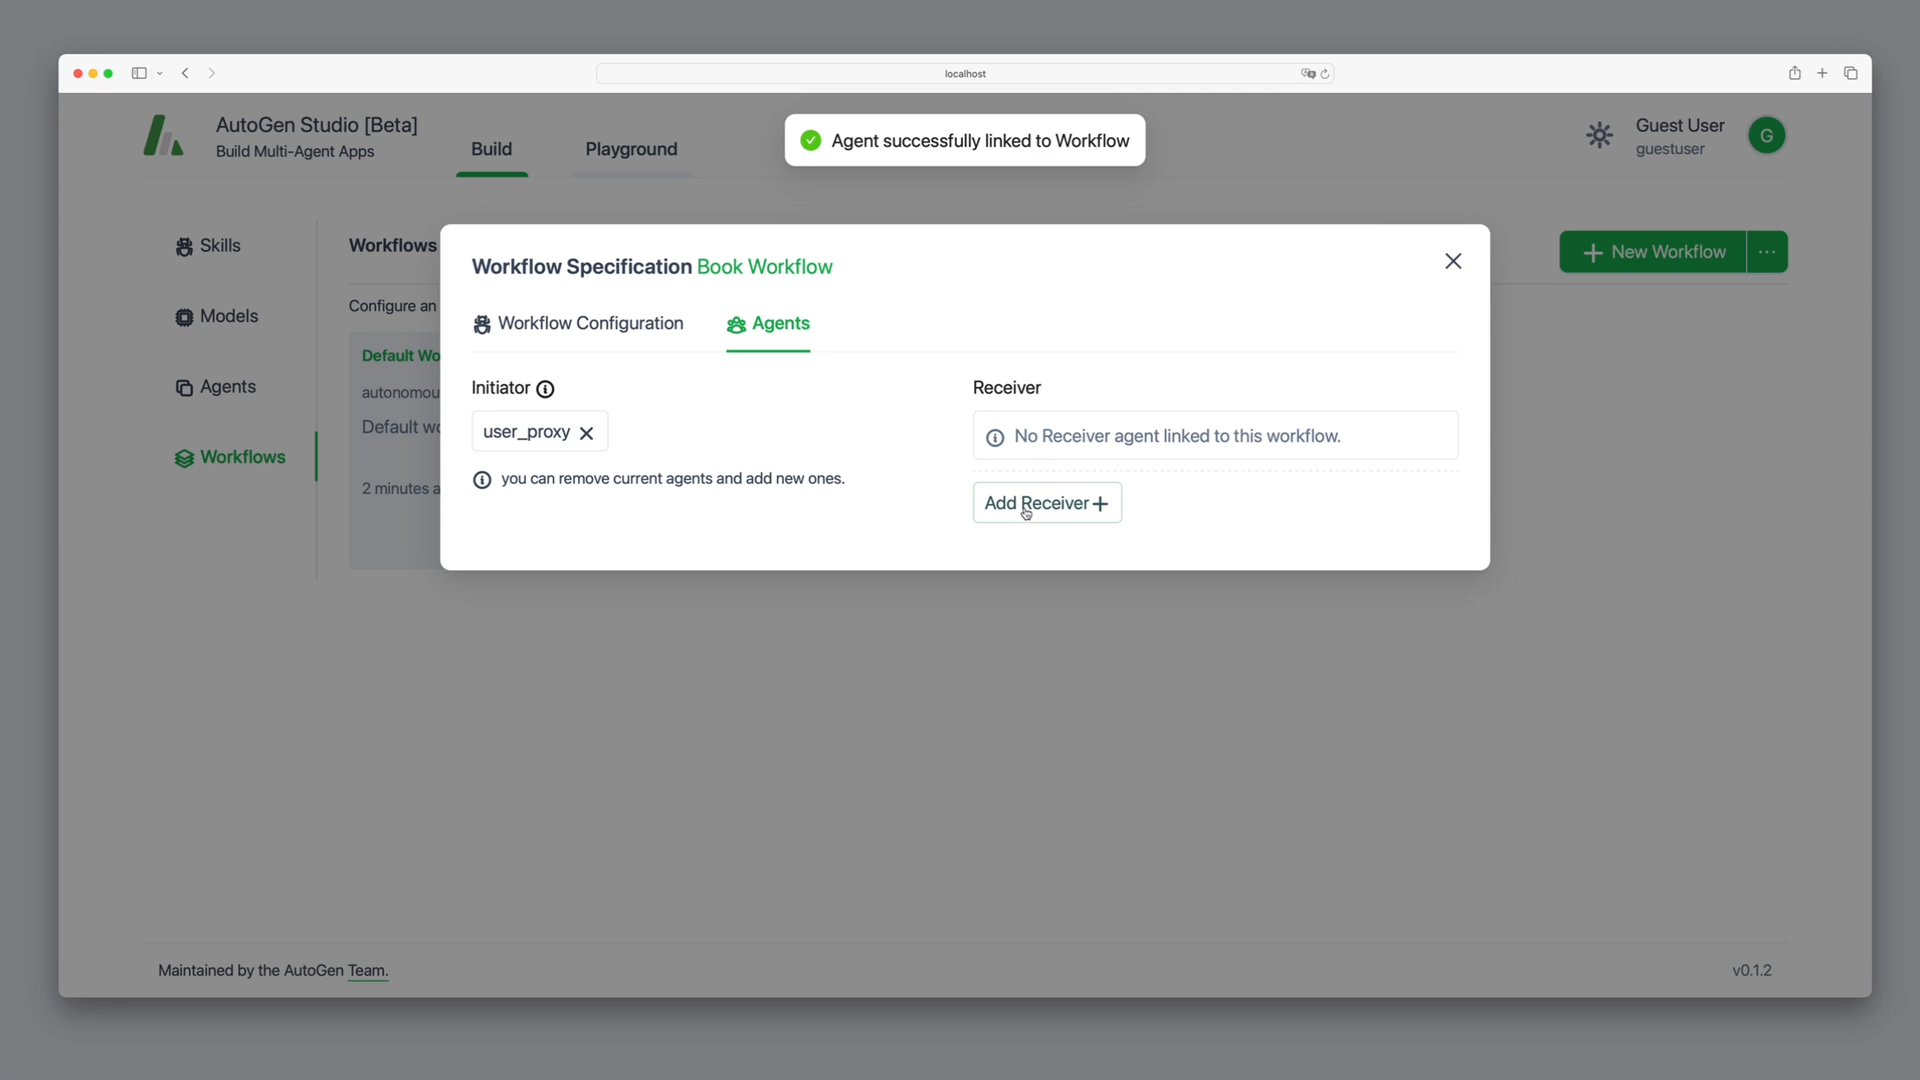 localhost
AutoGen Studio [Beta]
Build Multi-Agent Apps
Build
Playground
Agent successfully linked to Workflow
Guest User
guestuser
G
Skills
Models
Agents
Workflows
Workflows
New Workflow
Configure an
Default Wo
autonomou
Default wo
2 minutes a
Workflow Specification Book Workflow
Workflow Configuration
Agents
Initiator
user_proxy
you can remove current agents and add new ones.
Receiver
No Receiver agent linked to this workflow.
Add Receiver
Maintained by the AutoGen Team.
v0.1.2